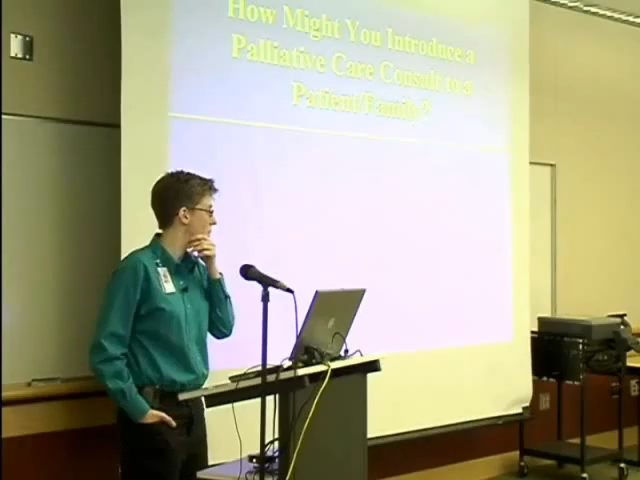 How Might You Introduce a
Palliative Care Consult to a
Patient/Family?